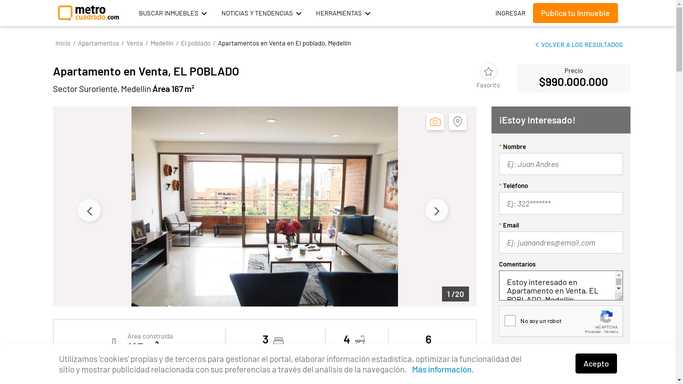 metro
cuadrado.com
BUSCAR INMUEBLES
NOTICIAS Y TENDENCIAS
HERRAMIENTAS
INGRESAR
Publica tu Inmueble
Inicio / Apartamentos / Venta / Medellín / El poblado / Apartamentos en Venta en El poblado, Medellín
VOLVER A LOS RESULTADOS
Apartamento en Venta, EL POBLADO
Sector Suroriente, Medellín Área 167 m²
Favorito
Precio
$990.000.000
¡Estoy Interesado!
* Nombre
Ej: Juan Andres
* Teléfono
Ej: 322*******
* Email
Ej: juanandres@email.com
Comentarios
Estoy interesado en
Apartamento en Venta, EL
POBLADO, Medellín
No soy un robot
reCAPTCHA
Privacidad - Términos
1 / 20
Área construida
3
4
6
Utilizamos 'cookies' propias y de terceros para gestionar el portal, elaborar información estadística, optimizar la funcionalidad del
sitio y mostrar publicidad relacionada con sus preferencias a través del análisis de la navegación. Más información.
Acepto